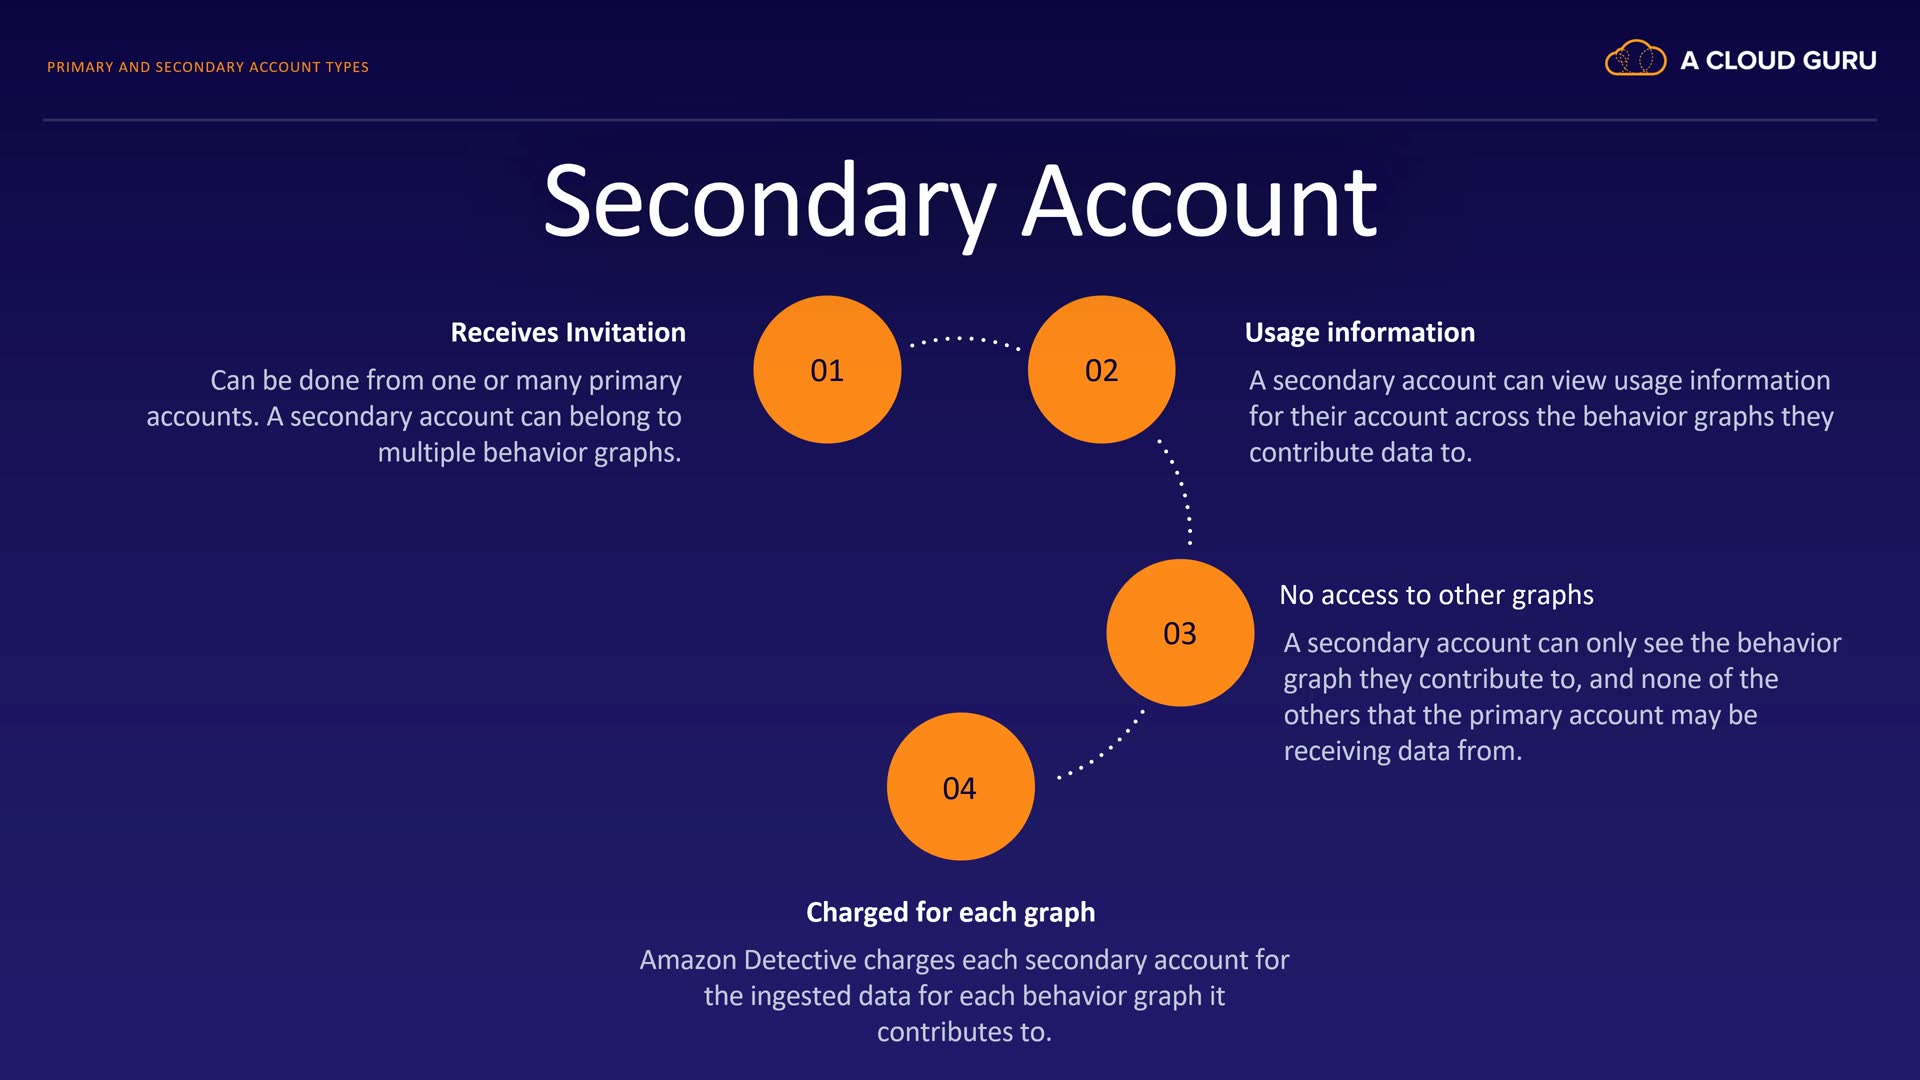 PRIMARY AND SECONDARY ACCOUNT TYPES
A CLOUD GURU
Secondary Account
Receives Invitation
Can be done from one or many primary
accounts. A secondary account can belong to
multiple behavior graphs.
01
02
Usage information
A secondary account can view usage information
for their account across the behavior graphs they
contribute data to.
03
No access to other graphs
A secondary account can only see the behavior
graph they contribute to, and none of the
others that the primary account may be
receiving data from.
04
Charged for each graph
Amazon Detective charges each secondary account for
the ingested data for each behavior graph it
contributes to.